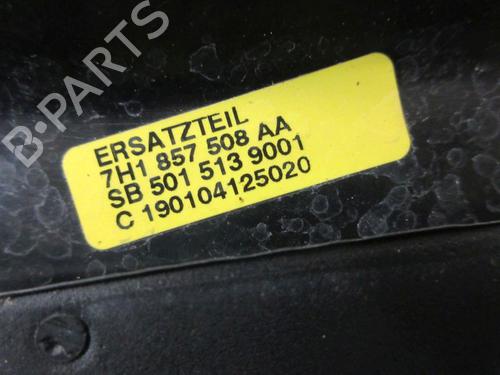 B-PARTS
ERSATZTEIL
7H1 857 508 AA
SB 501 513 9001
C 190104125020